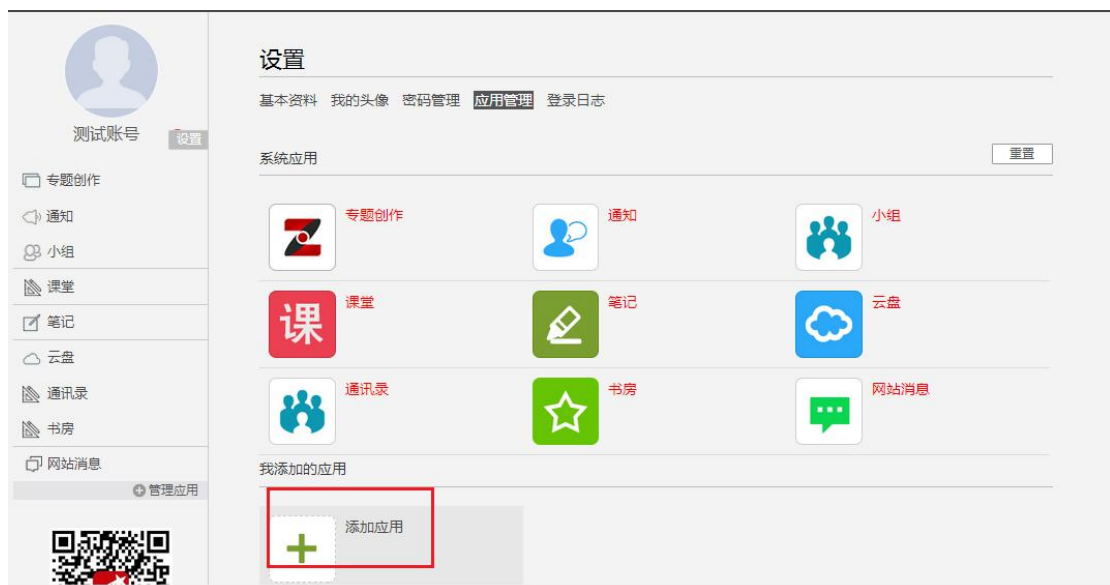 测试账号
设置
专题创作
通知
小组
课堂
笔记
云盘
通讯录
书房
网站消息
管理应用
设置
基本资料 我的头像 密码管理 应用管理 登录日志
系统应用 重置
专题创作 通知 小组
课 课堂 笔记 云盘
通讯录 书房 网站消息
我添加的应用
添加应用